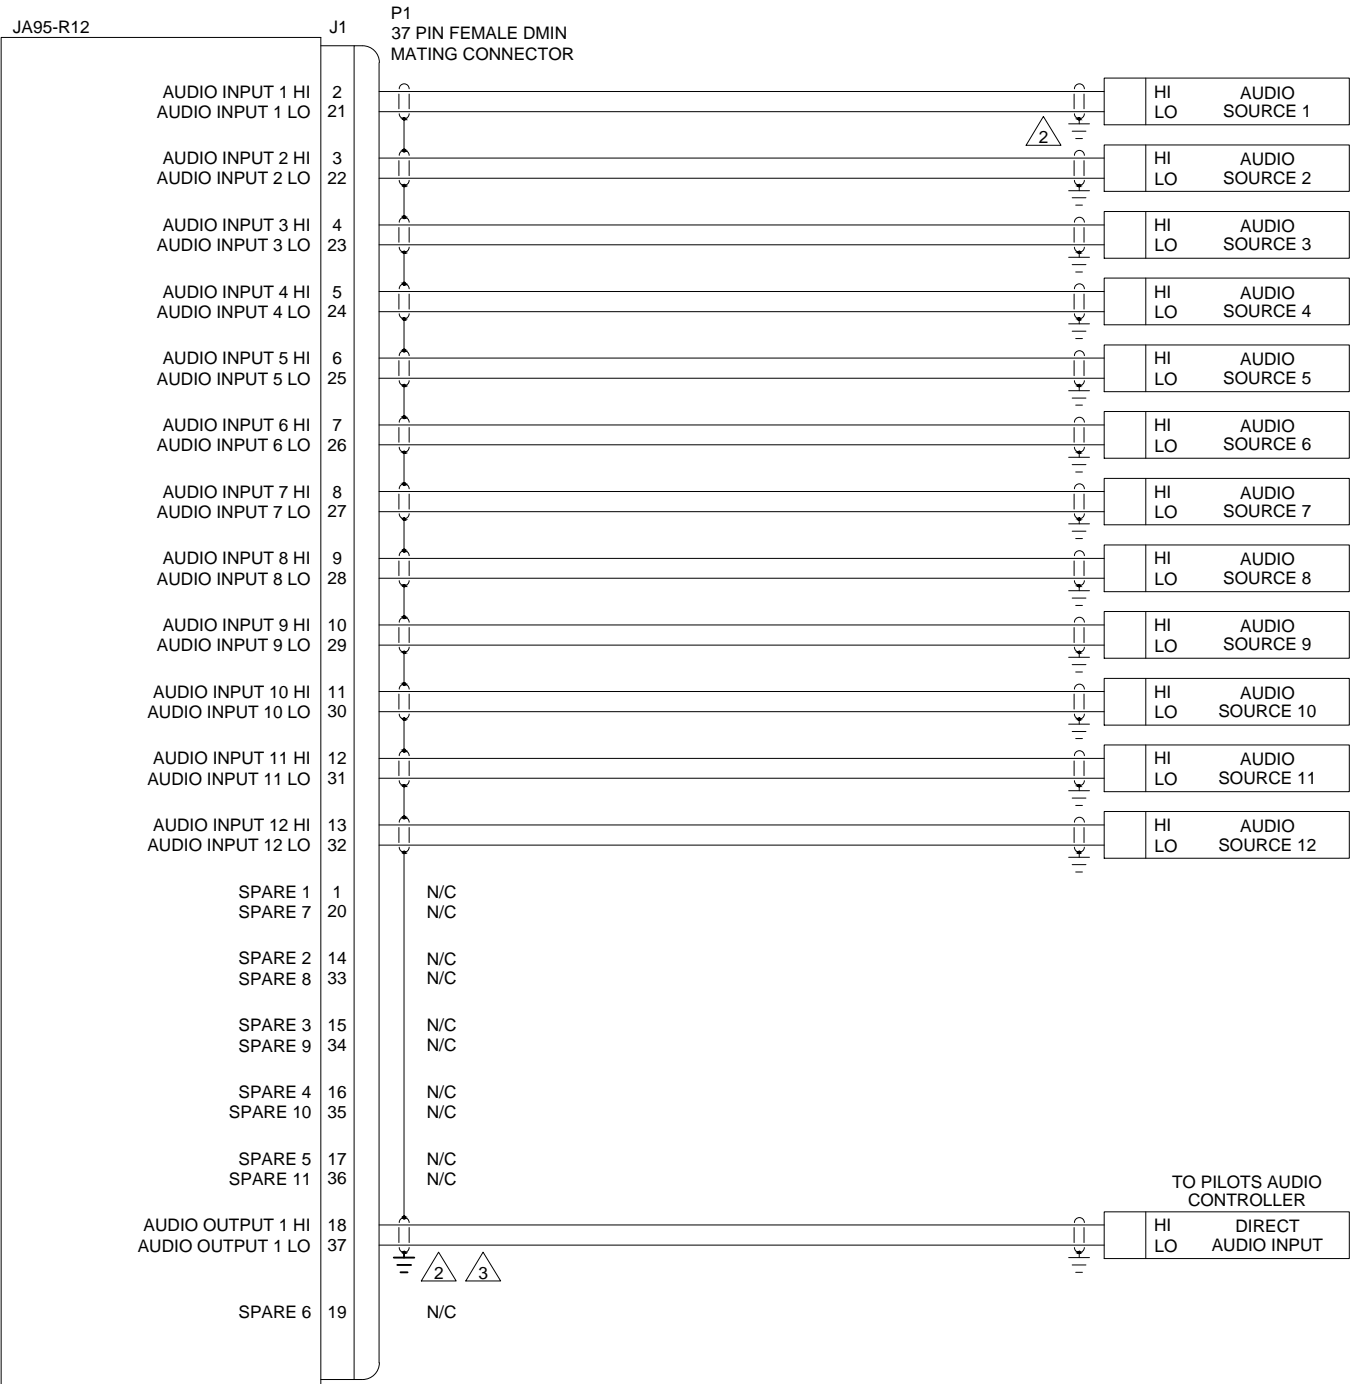 JA95-R12 J1 P1
37 PIN FEMALE DMIN
MATING CONNECTOR
AUDIO INPUT 1 HI 2 HI AUDIO
AUDIO INPUT 1 LO 21 LO SOURCE 1
2
AUDIO INPUT 2 HI 3 HI AUDIO
AUDIO INPUT 2 LO 22 LO SOURCE 2
AUDIO INPUT 3 HI 4 HI AUDIO
AUDIO INPUT 3 LO 23 LO SOURCE 3
AUDIO INPUT 4 HI 5 HI AUDIO
AUDIO INPUT 4 LO 24 LO SOURCE 4
AUDIO INPUT 5 HI 6 HI AUDIO
AUDIO INPUT 5 LO 25 LO SOURCE 5
AUDIO INPUT 6 HI 7 HI AUDIO
AUDIO INPUT 6 LO 26 LO SOURCE 6
AUDIO INPUT 7 HI 8 HI AUDIO
AUDIO INPUT 7 LO 27 LO SOURCE 7
AUDIO INPUT 8 HI 9 HI AUDIO
AUDIO INPUT 8 LO 28 LO SOURCE 8
AUDIO INPUT 9 HI 10 HI AUDIO
AUDIO INPUT 9 LO 29 LO SOURCE 9
AUDIO INPUT 10 HI 11 HI AUDIO
AUDIO INPUT 10 LO 30 LO SOURCE 10
AUDIO INPUT 11 HI 12 HI AUDIO
AUDIO INPUT 11 LO 31 LO SOURCE 11
AUDIO INPUT 12 HI 13 HI AUDIO
AUDIO INPUT 12 LO 32 LO SOURCE 12
SPARE 1 1 N/C
SPARE 7 20 N/C
SPARE 2 14 N/C
SPARE 8 33 N/C
SPARE 3 15 N/C
SPARE 9 34 N/C
SPARE 4 16 N/C
SPARE 10 35 N/C
SPARE 5 17 N/C
SPARE 11 36 N/C
TO PILOTS AUDIO
CONTROLLER
AUDIO OUTPUT 1 HI 18 HI DIRECT
AUDIO OUTPUT 1 LO 37 LO AUDIO INPUT
2 3
SPARE 6 19 N/C